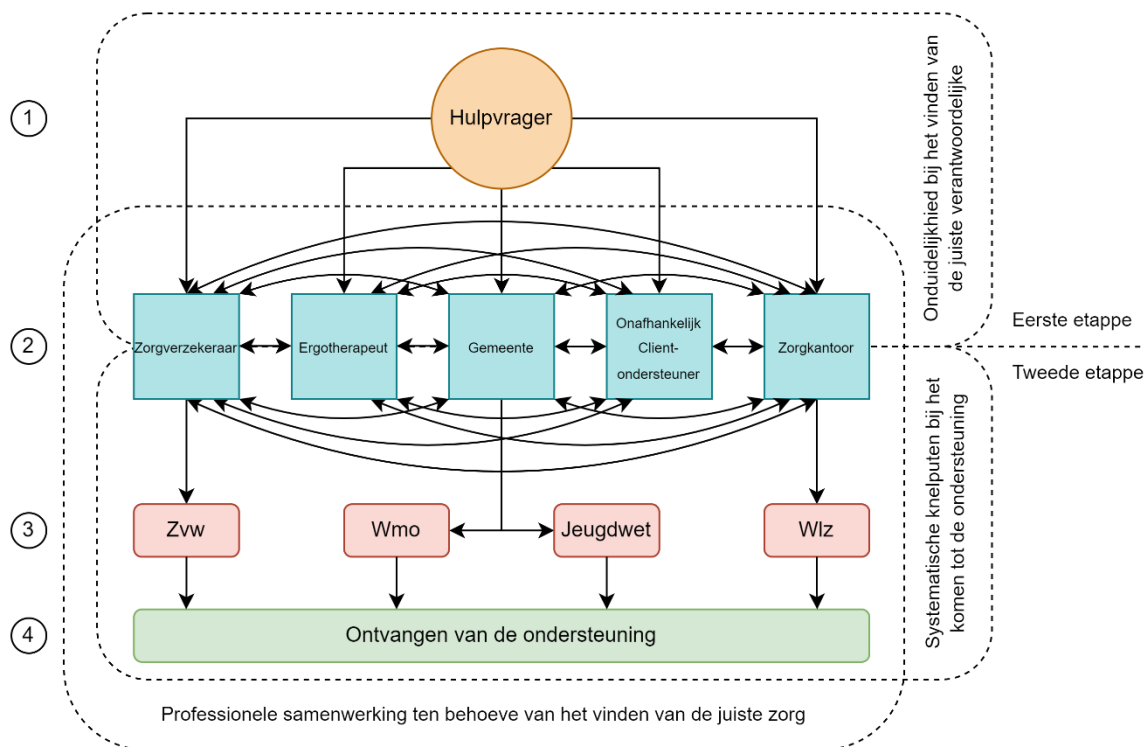 1
Hulpvrager
Onduidelijkhied bij het vinden van
de juiste verantwoordelijke
2
Zorgverzekeraar
Ergotherapeut
Gemeente
Onafhankelijk
Client-
ondersteuner
Zorgkantoor
Eerste etappe
Tweede etappe
Systematische knelputen bij het
komen tot de ondersteuning
3
Zvw
Wmo
Jeugdwet
Wlz
4
Ontvangen van de ondersteuning
Professionele samenwerking ten behoeve van het vinden van de juiste zorg